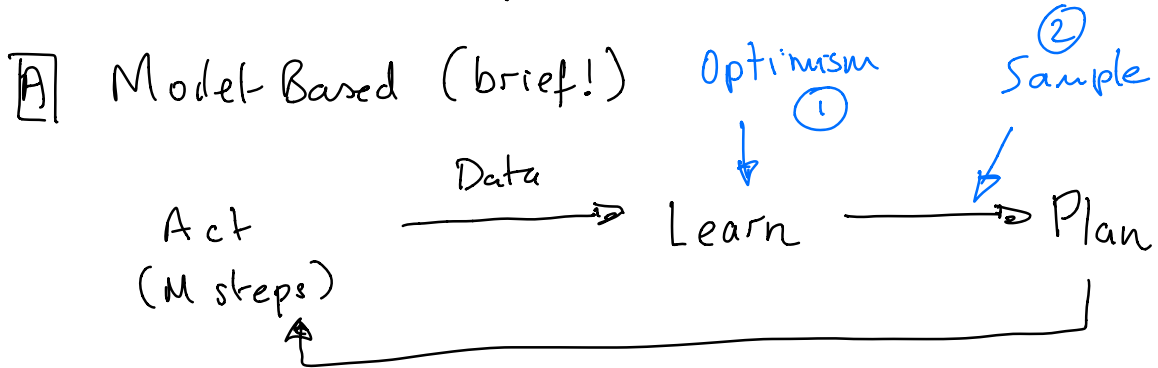 A Model-Based (brief!)
Optimism
1
2
Sample
Data
Act
(M steps)
Learn
Plan